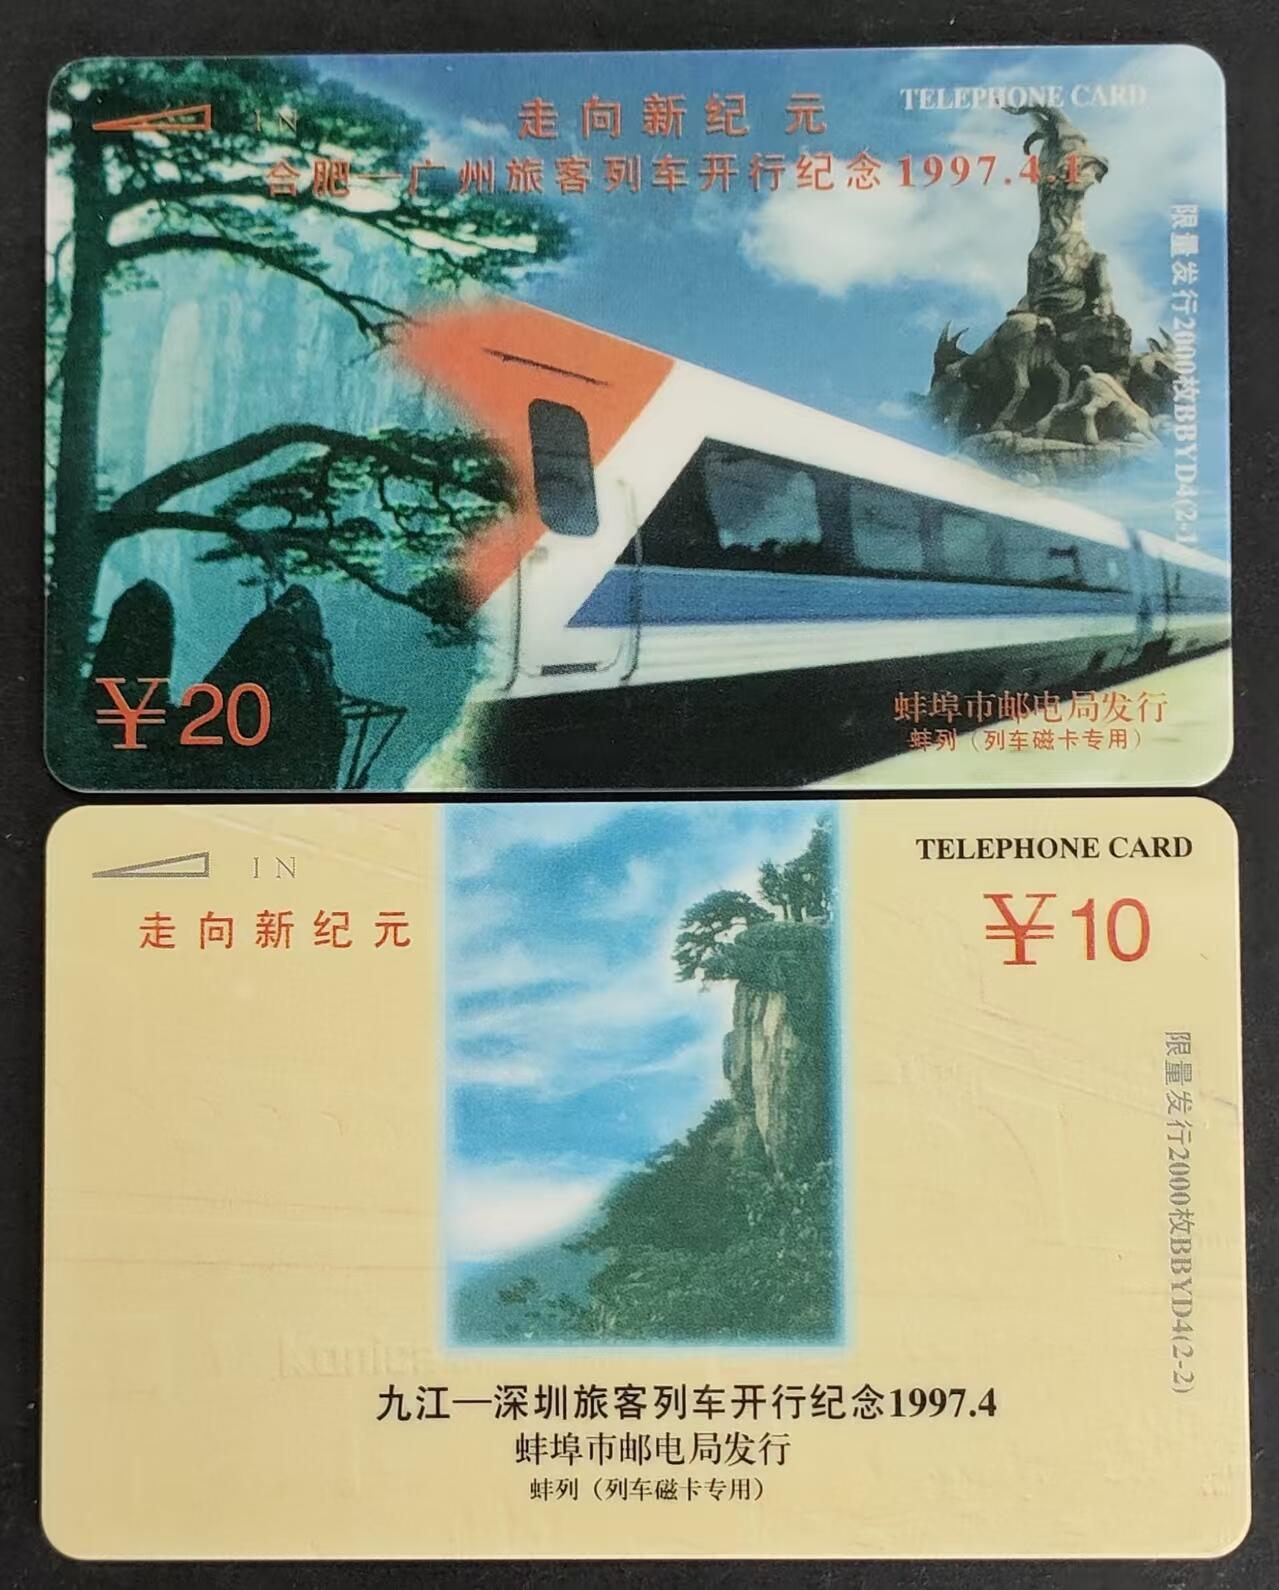 TELEPHONE CARD
IN
走向新纪元
合肥—广州旅客列车开行纪念1997.4.1
限量发行2000枚BBYD4(2-1
¥20
蚌埠市邮电局发行
蚌列（列车磁卡专用）
TELEPHONE CARD
IN
走向新纪元
¥10
限量发行2000枚BBYD4(2-2)
九江—深圳旅客列车开行纪念1997.4
蚌埠市邮电局发行
蚌列（列车磁卡专用）